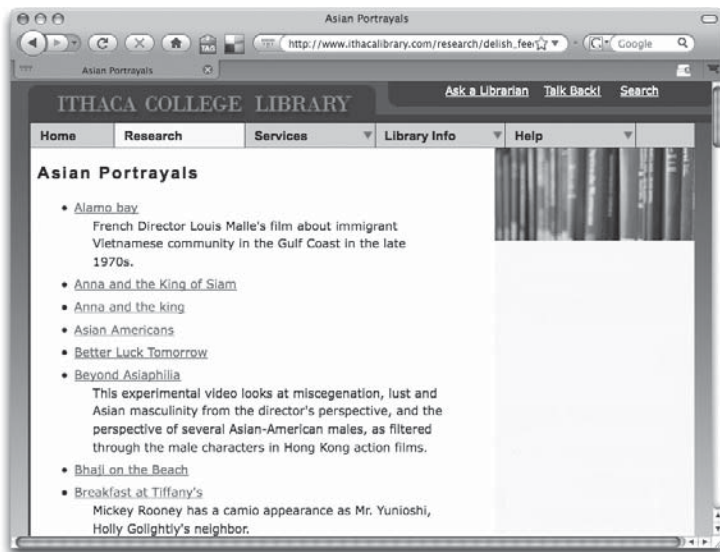 Asian Portrayals
TAG
http://www.ithacalibrary.com/research/delish_fee
Google
Asian Portrayals
ITHACA COLLEGE LIBRARY
Ask a Librarian Talk Back! Search
Home Research Services Library Info Help
Asian Portrayals
• Alamo bay
French Director Louis Malle's film about immigrant
Vietnamese community in the Gulf Coast in the late
1970s.
• Anna and the King of Siam
• Anna and the king
• Asian Americans
• Better Luck Tomorrow
• Beyond Asiaphilia
This experimental video looks at miscegenation, lust and
Asian masculinity from the director's perspective, and the
perspective of several Asian-American males, as filtered
through the male characters in Hong Kong action films.
• Bhaji on the Beach
• Breakfast at Tiffany's
Mickey Rooney has a camio appearance as Mr. Yunioshi,
Holly Golightly's neighbor.